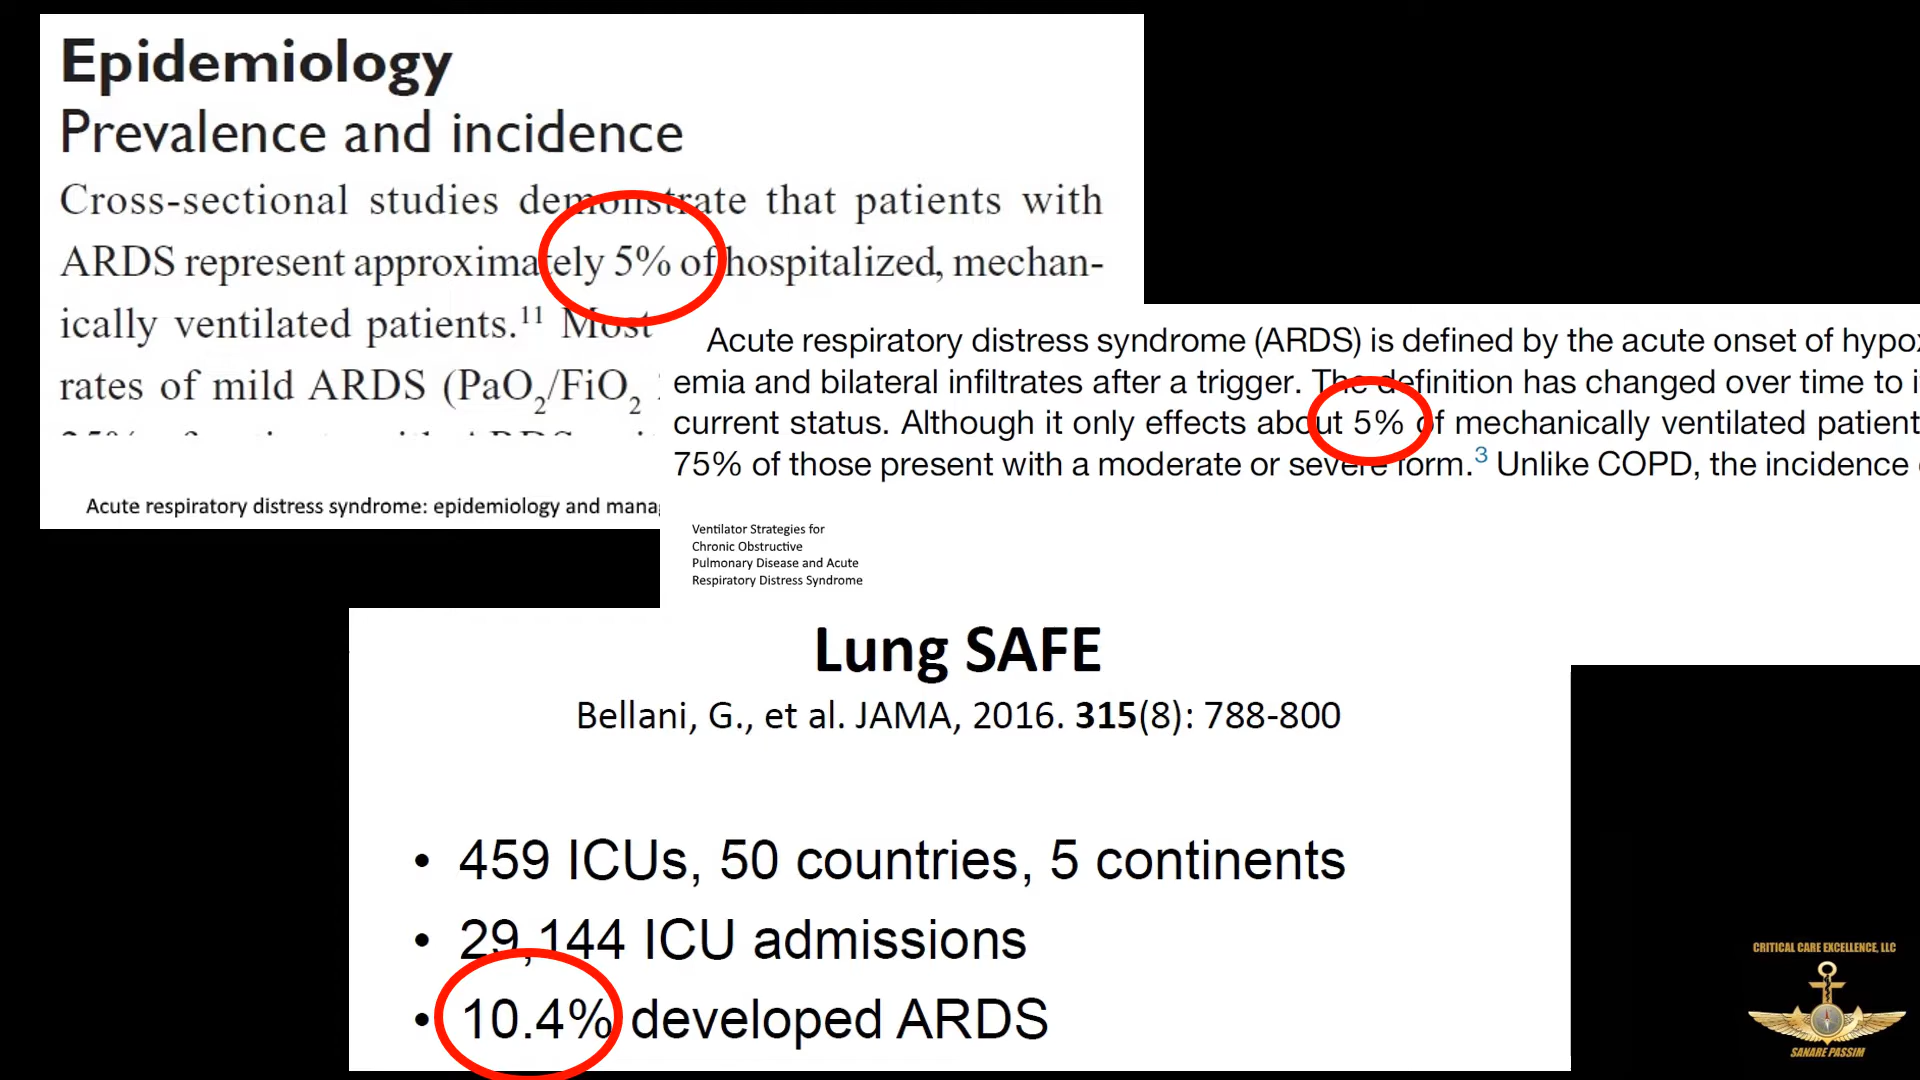 Epidemiology
Prevalence and incidence
Cross-sectional studies demonstrate that patients with
ARDS represent approximately 5% of hospitalized, mechan-
ically ventilated patients.¹¹ Most
rates of mild ARDS (PaO₂/FiO₂
Acute respiratory distress syndrome: epidemiology and
Acute respiratory distress syndrome (ARDS) is defined by the acute onset of
emia and bilateral infiltrates after a trigger. The definition has changed over time to
current status. Although it only effects about 5% of mechanically ventilated
75% of those present with a moderate or severe form.³ Unlike COPD, the incidence
Ventilator Strategies for
Chronic Obstructive
Pulmonary Disease and Acute
Respiratory Distress Syndrome
Lung SAFE
Bellani, G., et al. JAMA, 2016. 315(8): 788-800
• 459 ICUs, 50 countries, 5 continents
• 29,144 ICU admissions
• 10.4% developed ARDS
CRITICAL CARE EXCELLENCE, LLC
SANARE PASSIM